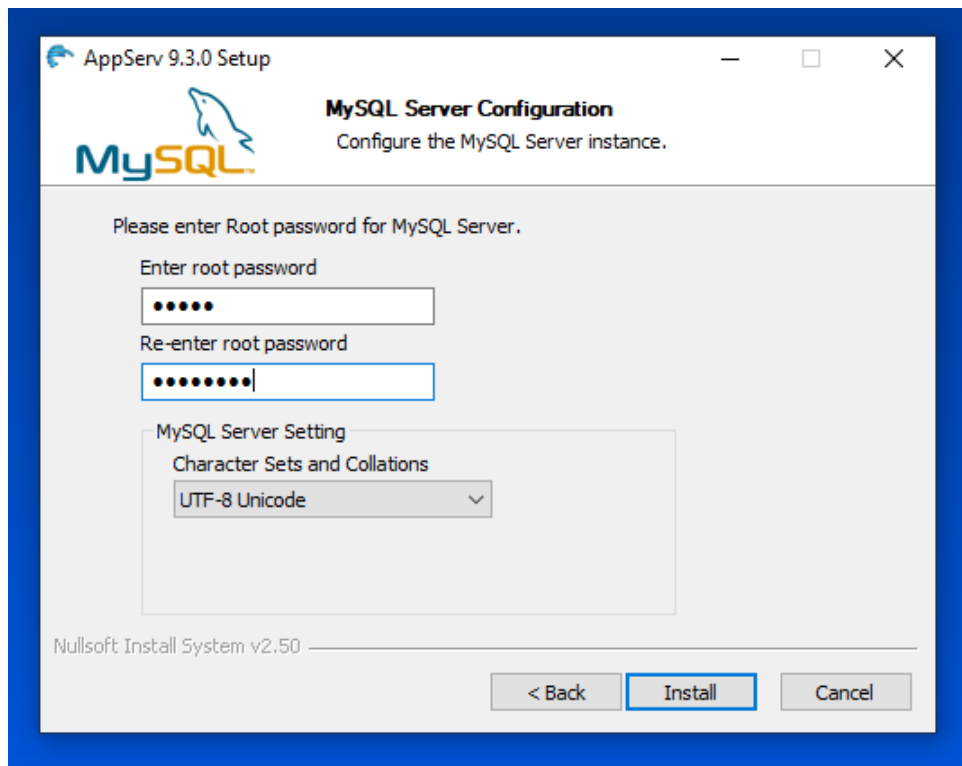 AppServ 9.3.0 Setup
MySQL™
MySQL Server Configuration
Configure the MySQL Server instance.
Please enter Root password for MySQL Server.
Enter root password
●●●●●
Re-enter root password
●●●●●●●●
MySQL Server Setting
Character Sets and Collations
UTF-8 Unicode
Nullsoft Install System v2.50
< Back
Install
Cancel